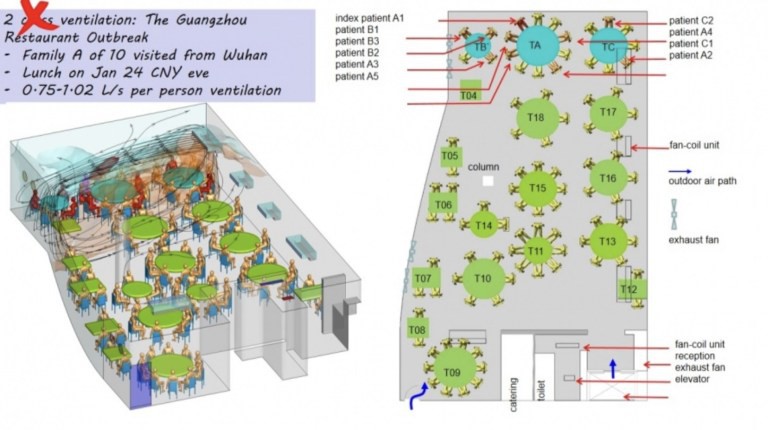 2 cross ventilation: The Guangzhou
Restaurant Outbreak
- Family A of 10 visited from Wuhan
- Lunch on Jan 24 CNY eve
- 0.75-1.02 L/s per person ventilation
index patient A1
patient B1
patient B3
patient B2
patient A3
patient A5
patient C2
patient A4
patient C1
patient A2
TB
TA
TC
T04
T18
T17
T05
column
fan-coil unit
T16
outdoor air path
T15
T06
T14
exhaust fan
T11
T13
T07
T10
T12
T08
T09
catering
toilet
fan-coil unit
reception
exhaust fan
elevator